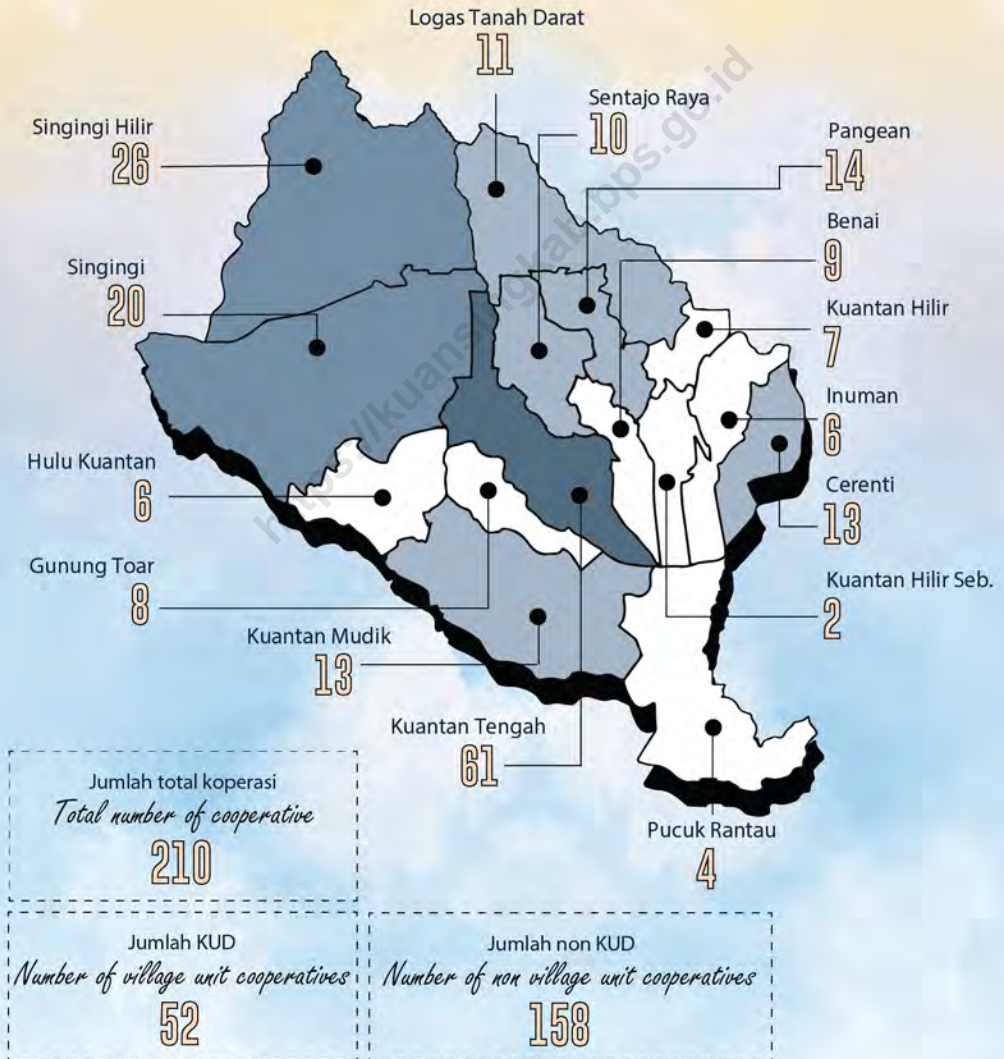 Logas Tanah Darat
11
Sentajo Raya
10
Singingi Hilir
26
Pangean
14
Benai
9
Singingi
20
Kuantan Hilir
7
Inuman
6
Hulu Kuantan
6
Cerenti
13
Gunung Toar
8
Kuantan Hilir Seb.
2
Kuantan Mudik
13
Kuantan Tengah
61
Pucuk Rantau
4
Jumlah total koperasi
Total number of cooperative
210
Jumlah KUD
Number of village unit cooperatives
52
Jumlah non KUD
Number of non village unit cooperatives
158